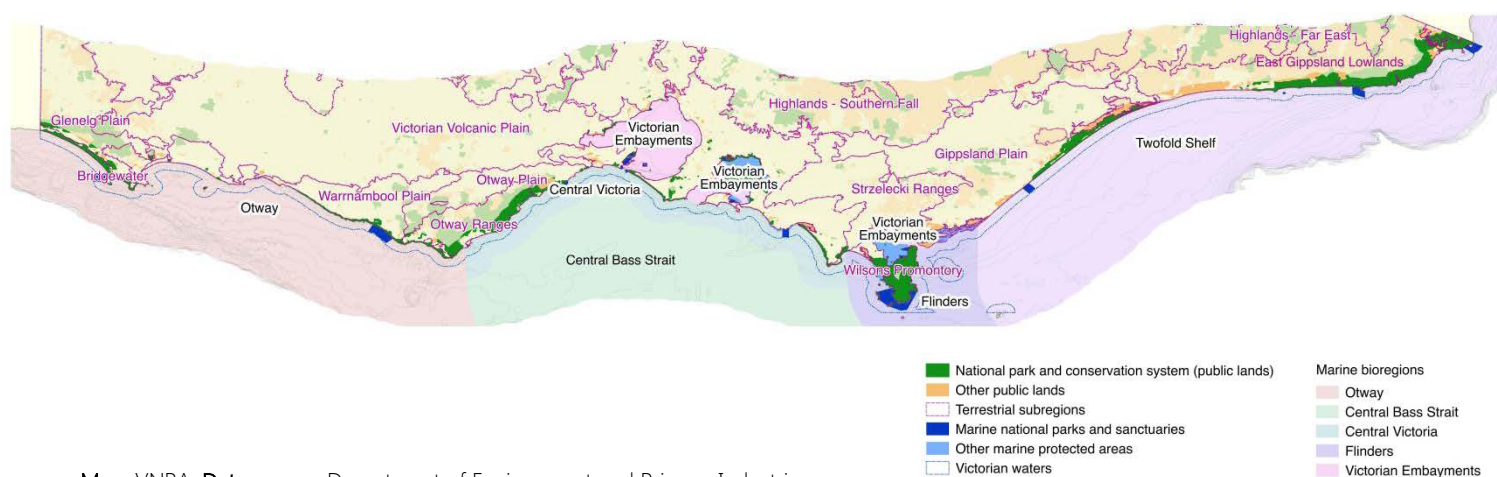 Highlands - Far East
East Gippsland Lowlands
Highlands - Southern Fall
Glenelg Plain
Victorian Volcanic Plain
Victorian
Embayments
Twofold Shelf
Gippsland Plain
Bridgewater
Otway Plain
Central Victoria
Victorian
Embayments
Strzelecki Ranges
Warrnambool Plain
Otway
Otway Ranges
Victorian
Embayments
Central Bass Strait
Wilsons Promontory
Flinders
National park and conservation system (public lands)
Other public lands
Terrestrial subregions
Marine national parks and sanctuaries
Other marine protected areas
Victorian waters
Marine bioregions
Otway
Central Bass Strait
Central Victoria
Flinders
Victorian Embayments